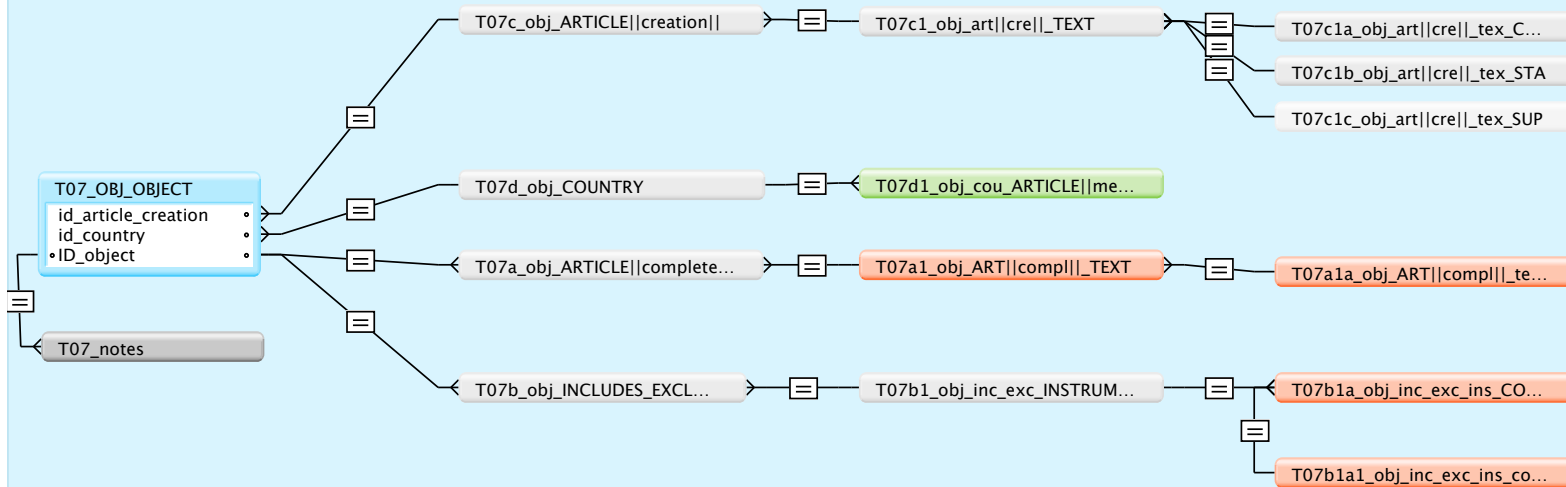 T07c_obj_ARTICLE||creation||
T07c1_obj_art||cre||_TEXT
T07c1a_obj_art||cre||_tex_C...
T07c1b_obj_art||cre||_tex_STA
T07c1c_obj_art||cre||_tex_SUP
T07_OBJ_OBJECT
id_article_creation
id_country
ID_object
T07d_obj_COUNTRY
T07d1_obj_cou_ARTICLE||me...
T07a_obj_ARTICLE||complete...
T07a1_obj_ART||compl||_TEXT
T07a1a_obj_ART||compl||_te...
T07_notes
T07b_obj_INCLUDES_EXCL...
T07b1_obj_inc_exc_INSTRUM...
T07b1a_obj_inc_exc_ins_CO...
T07b1a1_obj_inc_exc_ins_co...